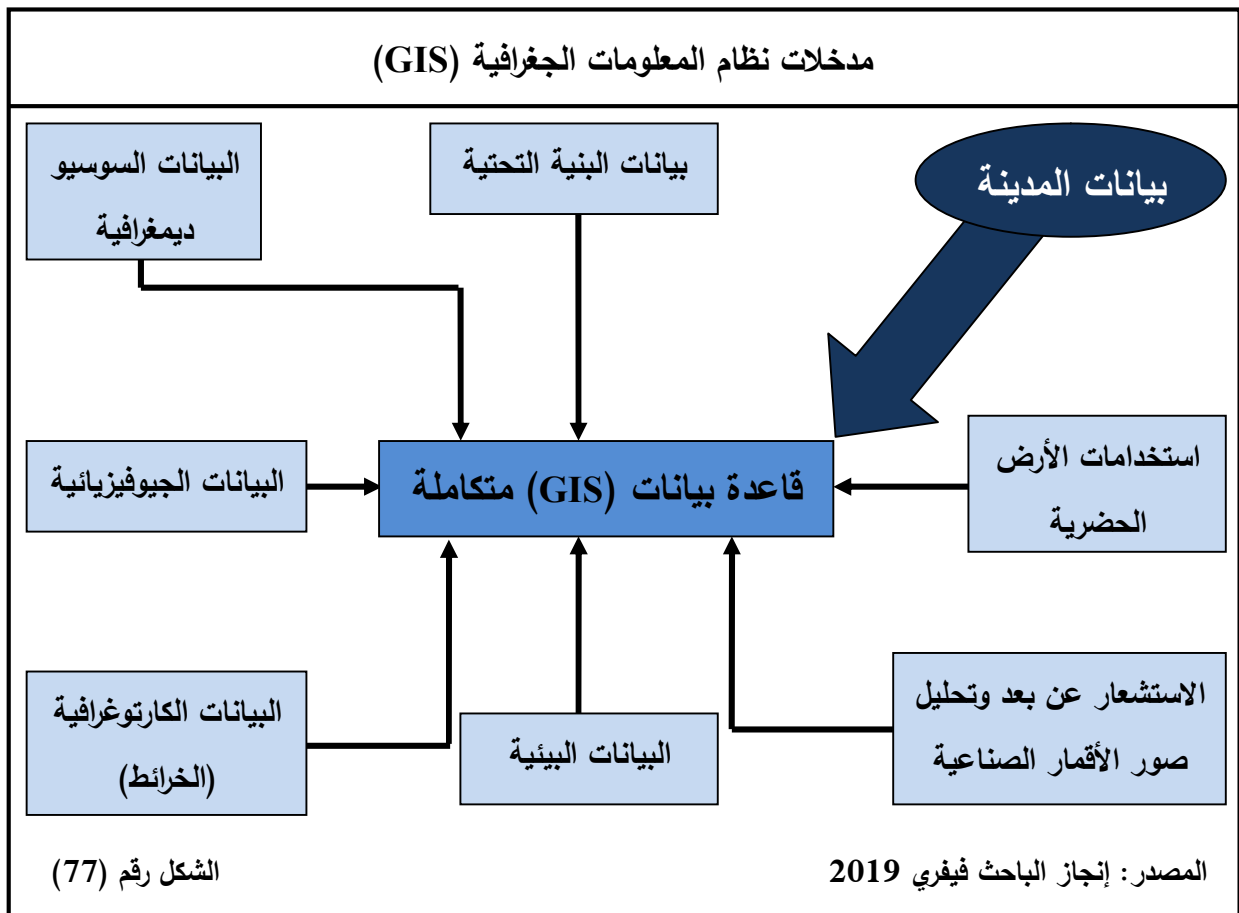 مدخلات نظام المعلومات الجغرافية (GIS)
بيانات المدينة
بيانات البنية التحتية
البيانات السوسيو
ديمغرافية
استخدامات الأرض
الحضرية
قاعدة بيانات (GIS) متكاملة
البيانات الجيوفيزيائية
الاستشعار عن بعد وتحليل
صور الأقمار الصناعية
البيانات البيئية
البيانات الكارتوغرافية
(الخرائط)
المصدر: إنجاز الباحث فيفري 2019
الشكل رقم (77)